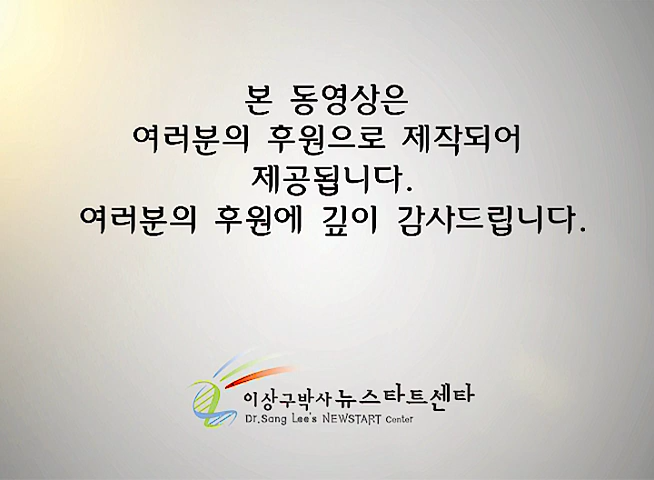 본 동영상은
여러분의 후원으로 제작되어
제공됩니다.
여러분의 후원에 깊이 감사드립니다.
이상구박사 뉴스타트센타
Dr.Sang Lee's NEWSTART Center